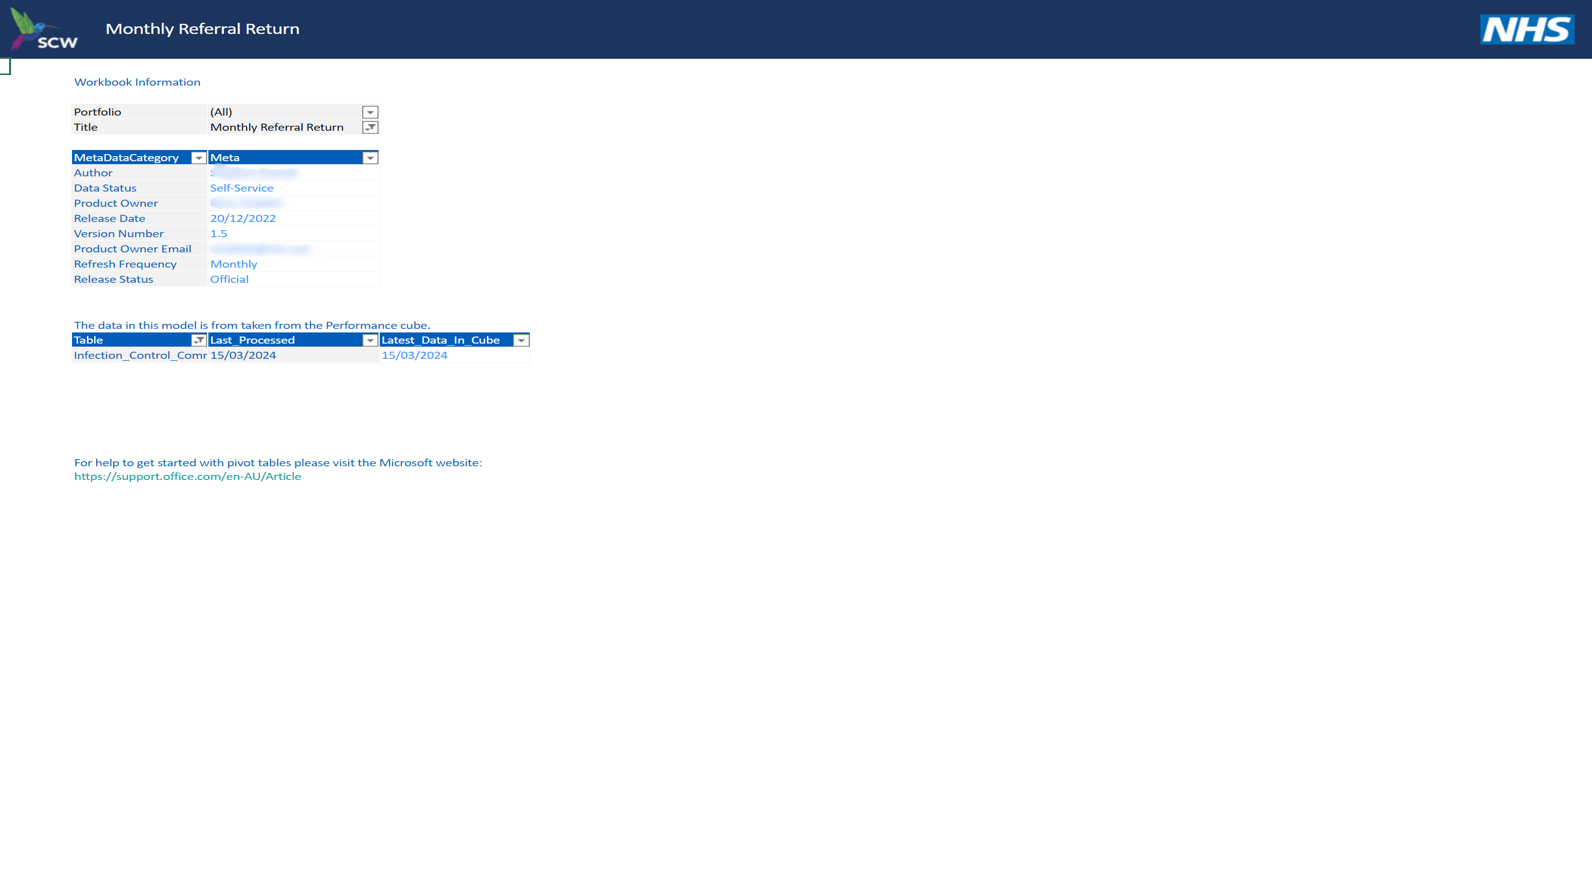 SCW
Monthly Referral Return
NHS
Workbook Information
Portfolio (All)
Title Monthly Referral Return
MetaDataCategory Meta
Author
Data Status Self-Service
Product Owner
Release Date 20/12/2022
Version Number 1.5
Product Owner Email
Refresh Frequency Monthly
Release Status Official
The data in this model is from taken from the Performance cube.
Table Last_Processed Latest_Data_In_Cube
Infection_Control_Comr 15/03/2024 15/03/2024
For help to get started with pivot tables please visit the Microsoft website:
https://support.office.com/en-AU/Article